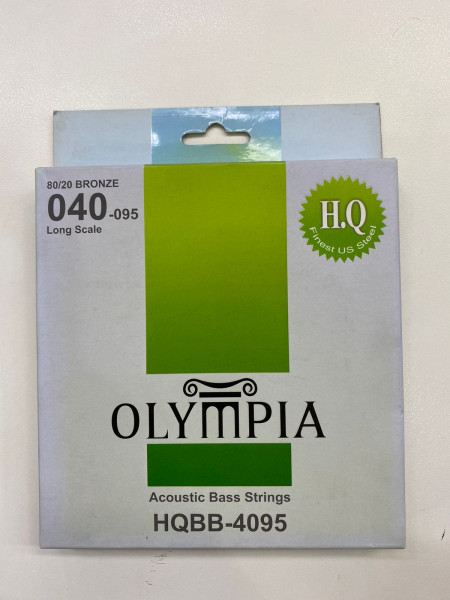 80/20 BRONZE
040-095
Long Scale
H.Q
Finest US Steel
OLYMPIA
Acoustic Bass Strings
HQBB-4095